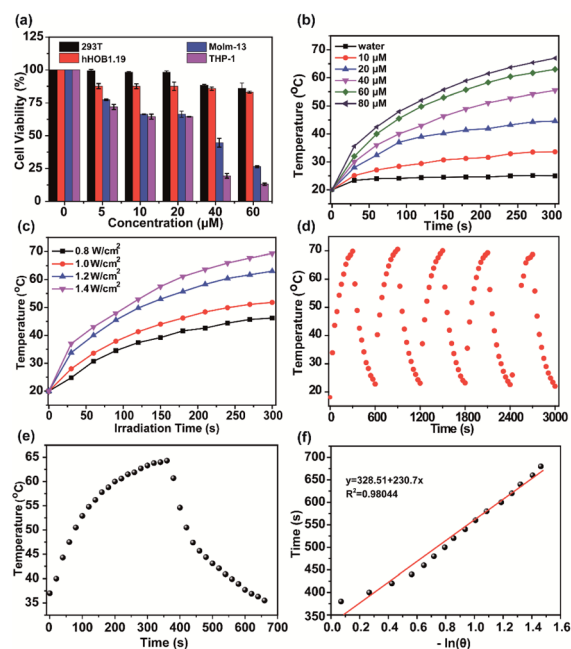 (a)
293T
hHOB1.19
Molm-13
THP-1
Cell Viability (%)
100
75
50
25
0
0 5 10 20 40 60
Concentration (μM)
(b)
water
10 μM
20 μM
40 μM
60 μM
80 μM
Temperature (°C)
70
60
50
40
30
20
0 50 100 150 200 250 300
Time (s)
(c)
0.8 W/cm²
1.0 W/cm²
1.2 W/cm²
1.4 W/cm²
Temperature (°C)
70
60
50
40
30
20
0 50 100 150 200 250 300
Irradiation Time (s)
(d)
Temperature (°C)
70
60
50
40
30
20
0 600 1200 1800 2400 3000
Time (s)
(e)
Temperature (°C)
65
55
45
35
0 100 200 300 400 500 600 700
Time (s)
(f)
y=328.51+230.7x
R²=0.98044
Time (s)
700
650
600
550
500
450
400
350
0.0 0.2 0.4 0.6 0.8 1.0 1.2 1.4 1.6
- ln(θ)